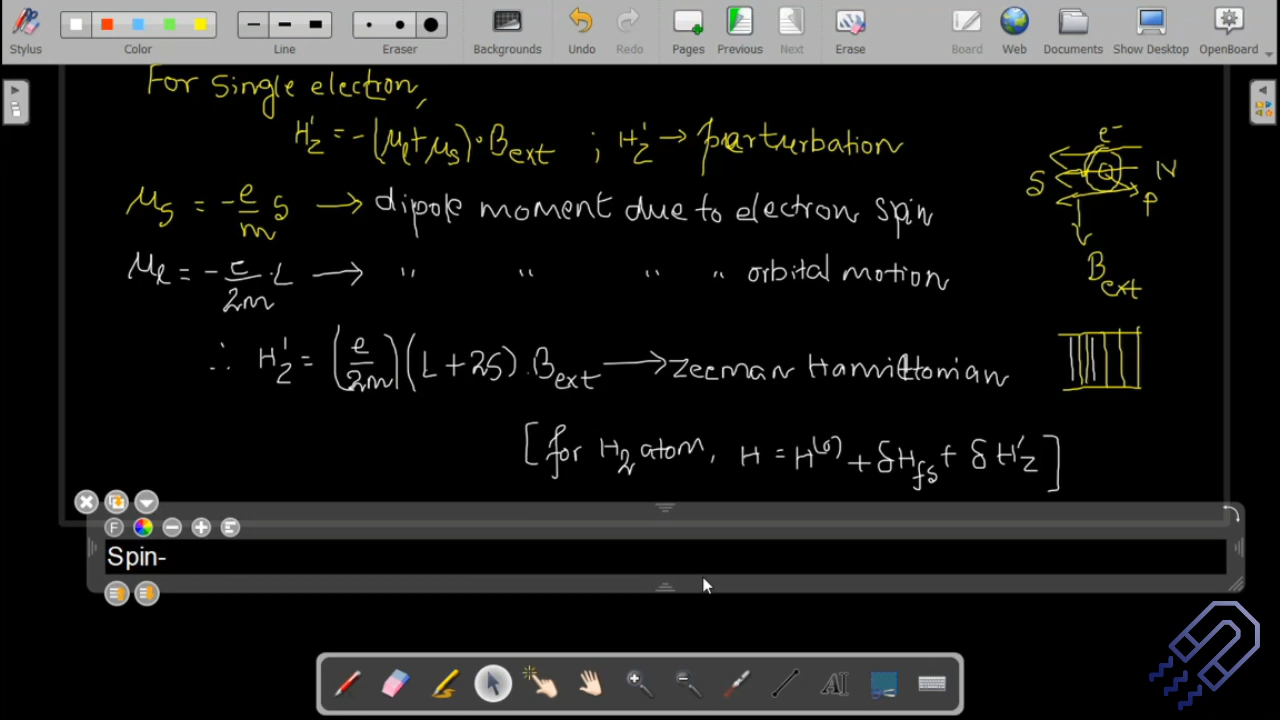 Stylus Color Line Eraser Backgrounds Undo Redo Pages Previous Next Erase Board Web Documents Show Desktop OpenBoard
For single electron,
H'z = -(μl + μs)·Bext ; H'z → perturbation
μs = -e/m S → dipole moment due to electron spin
μl = -e/2m · L → " " " " orbital motion
∴ H'z = (e/2m)(L + 2S) . Bext → Zeeman Hamiltonian
[for H2 atom, H = H(0) + δHfs + δH'z]
e-
S N
P
Bext
F
Spin-
AI